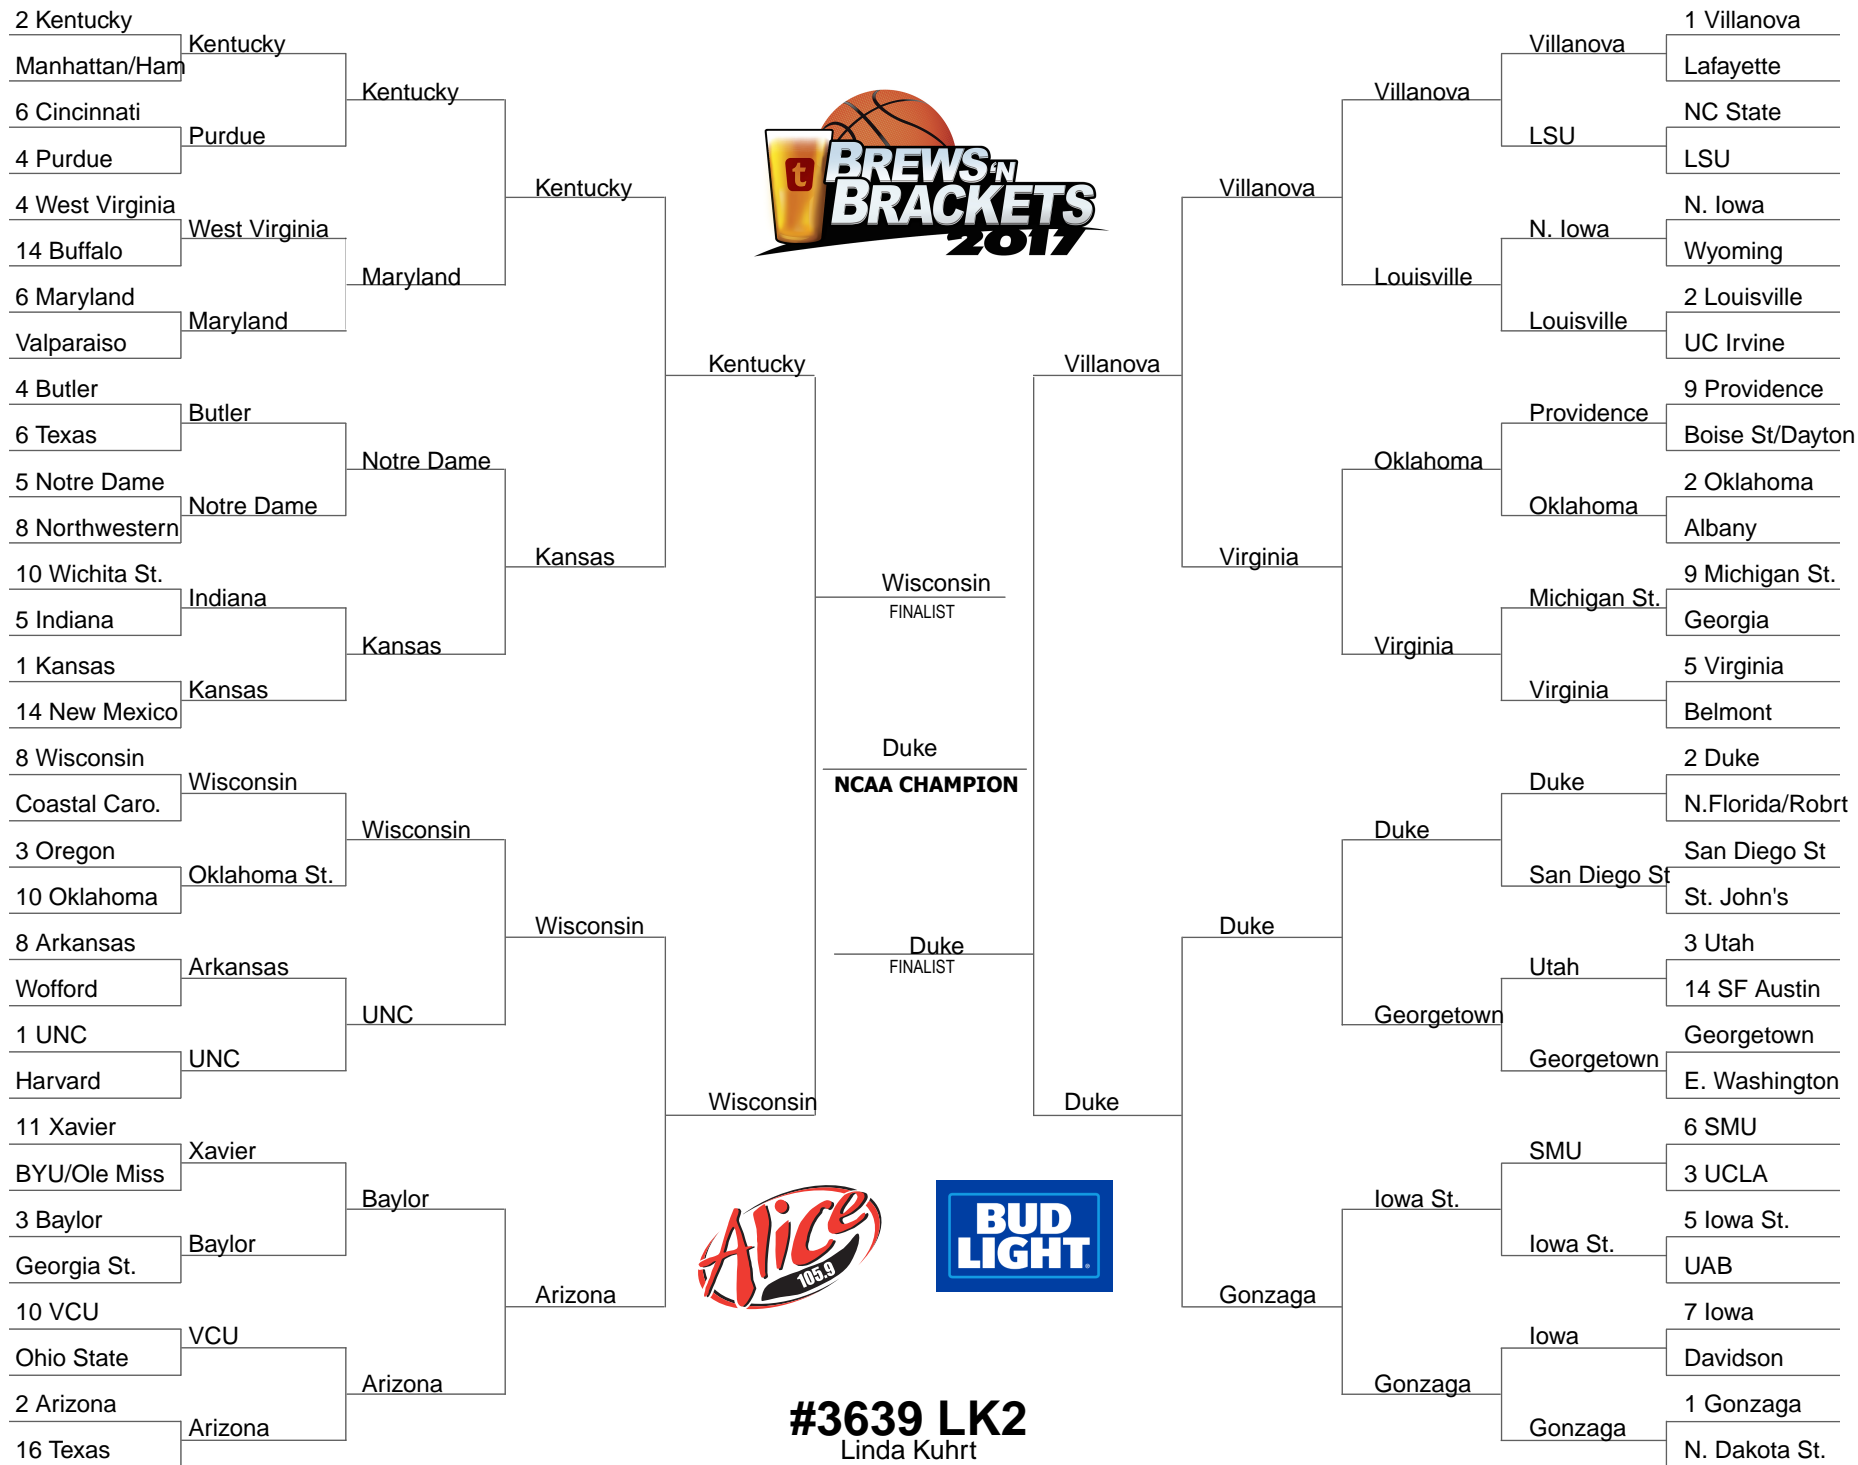 2 Kentucky
Manhattan/Ham
6 Cincinnati
4 Purdue
4 West Virginia
14 Buffalo
6 Maryland
Valparaiso
4 Butler
6 Texas
5 Notre Dame
8 Northwestern
10 Wichita St.
5 Indiana
1 Kansas
14 New Mexico
8 Wisconsin
Coastal Caro.
3 Oregon
10 Oklahoma
8 Arkansas
Wofford
1 UNC
Harvard
11 Xavier
BYU/Ole Miss
3 Baylor
Georgia St.
10 VCU
Ohio State
2 Arizona
16 Texas
Kentucky
Purdue
West Virginia
Maryland
Butler
Notre Dame
Indiana
Kansas
Wisconsin
Oklahoma St.
Arkansas
UNC
Xavier
Baylor
VCU
Arizona
Kentucky
Maryland
Notre Dame
Kansas
Wisconsin
UNC
Baylor
Arizona
Kentucky
Kansas
Wisconsin
Arizona
Kentucky
Wisconsin
t
BREWS 'N
BRACKETS
2017
Wisconsin
FINALIST
Duke
NCAA CHAMPION
Duke
FINALIST
Alice
105.9
BUD
LIGHT
#3639 LK2
Linda Kuhrt
Villanova
Duke
Villanova
Virginia
Duke
Gonzaga
Villanova
Louisville
Oklahoma
Virginia
Duke
Georgetown
Iowa St.
Gonzaga
Villanova
LSU
N. Iowa
Louisville
Providence
Oklahoma
Michigan St.
Virginia
Duke
San Diego St
Utah
Georgetown
SMU
Iowa St.
Iowa
Gonzaga
1 Villanova
Lafayette
NC State
LSU
N. Iowa
Wyoming
2 Louisville
UC Irvine
9 Providence
Boise St/Dayton
2 Oklahoma
Albany
9 Michigan St.
Georgia
5 Virginia
Belmont
2 Duke
N.Florida/Robrt
San Diego St
St. John's
3 Utah
14 SF Austin
Georgetown
E. Washington
6 SMU
3 UCLA
5 Iowa St.
UAB
7 Iowa
Davidson
1 Gonzaga
N. Dakota St.